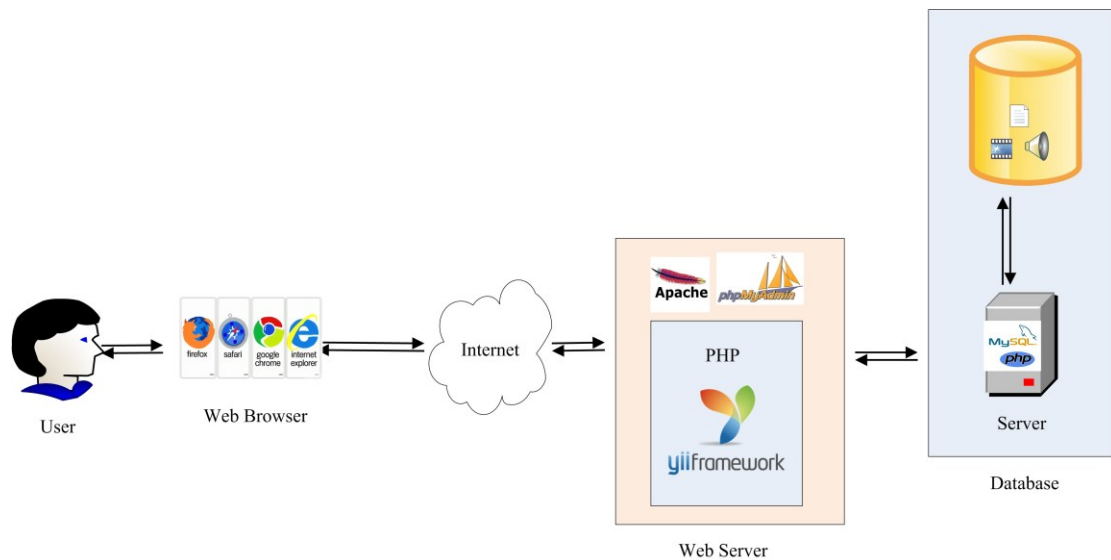 User
firefox
safari
google
chrome
internet
explorer
Web Browser
Internet
Apache
phpMyAdmin
PHP
yiiframework
Web Server
MySQL
php
Server
Database